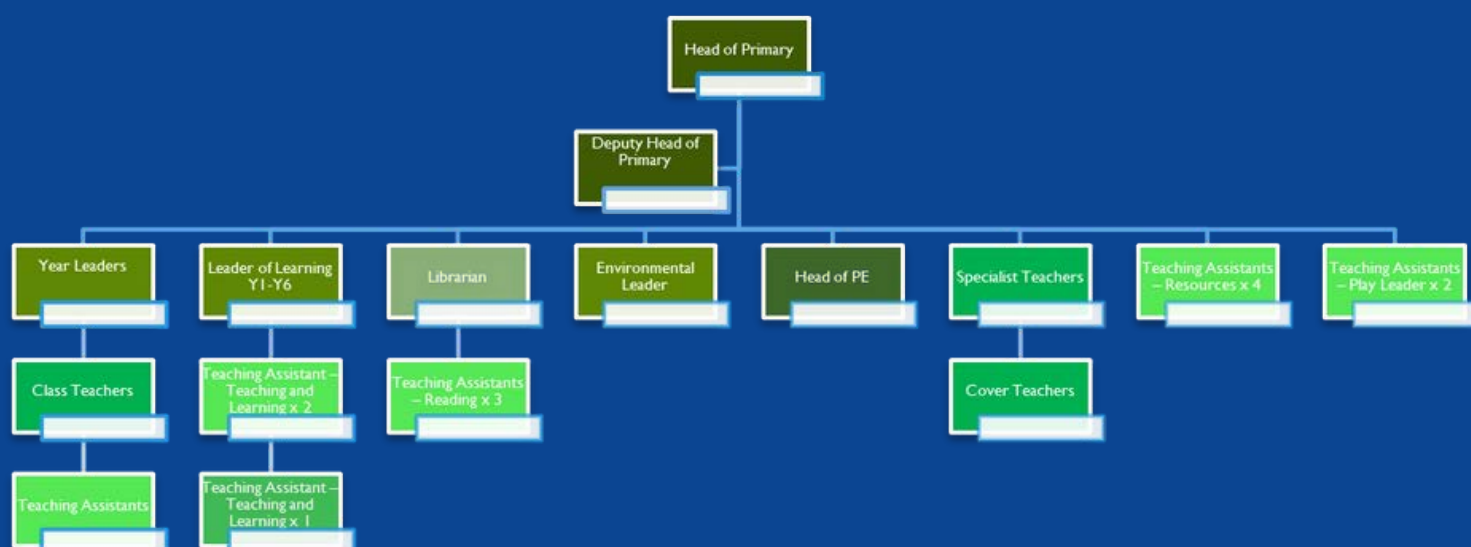 Head of Primary
Deputy Head of
Primary
Year Leaders
Leader of Learning
Y1-Y6
Librarian
Environmental
Leader
Head of PE
Specialist Teachers
Teaching Assistants
– Resources x 4
Teaching Assistants
– Play Leader x 2
Class Teachers
Teaching Assistant –
Teaching and
Learning x 2
Teaching Assistants
– Reading x 3
Cover Teachers
Teaching Assistants
Teaching Assistant –
Teaching and
Learning x 1